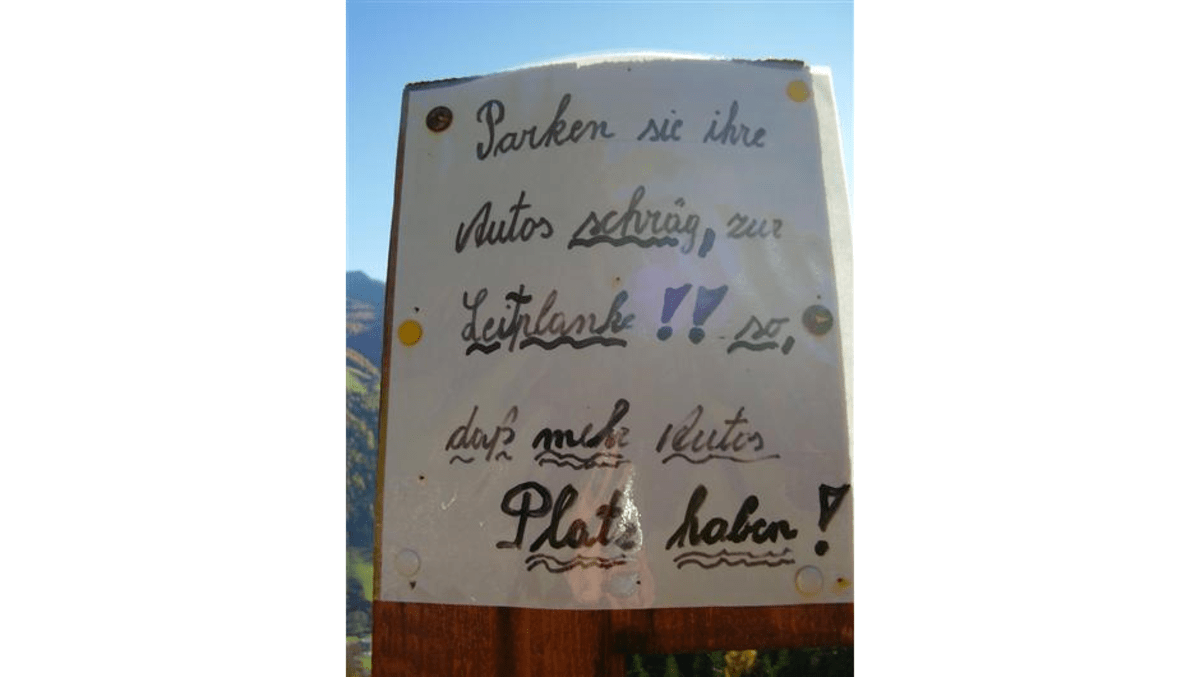 Parken sie ihre
Autos schräg, zur
Leitplanke !! so,
daß mehr Autos
Platz haben !